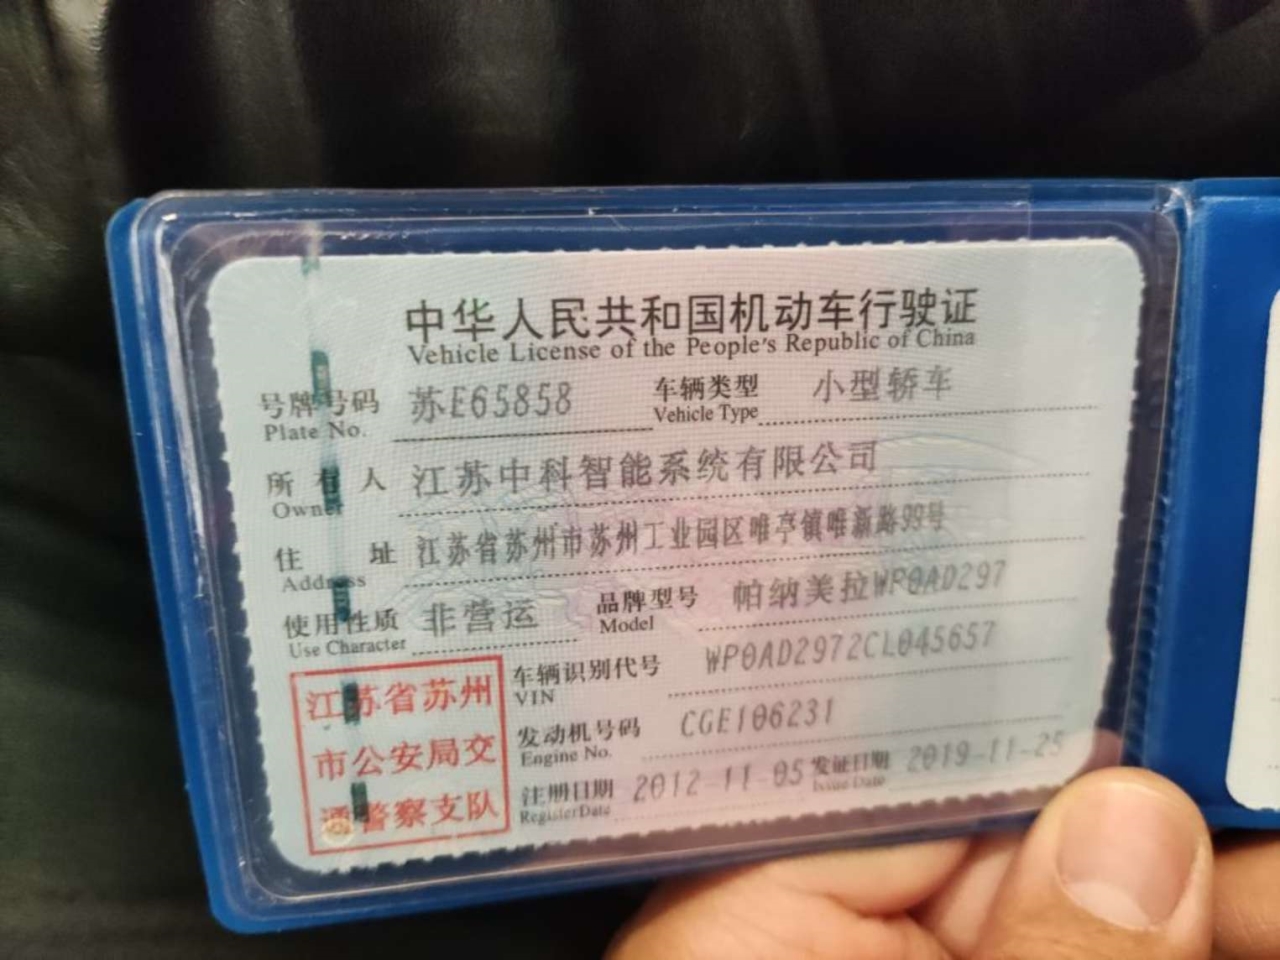 中华人民共和国机动车行驶证
Vehicle License of the People's Republic of China
号牌号码 苏E65858 车辆类型 小型轿车
Plate No. Vehicle Type
所有人 江苏中科智能系统有限公司
Owner
住址 江苏省苏州市苏州工业园区唯亭镇唯新路99号
Address
使用性质 非营运 品牌型号 帕纳美拉WP0AD297
Use Character Model
车辆识别代号 WP0AD2972CL045657
VIN
发动机号码 CGE106231
Engine No.
注册日期 2012-11-05 发证日期 2019-11-25
Register Date Issue Date
江苏省苏州
市公安局交
通警察支队